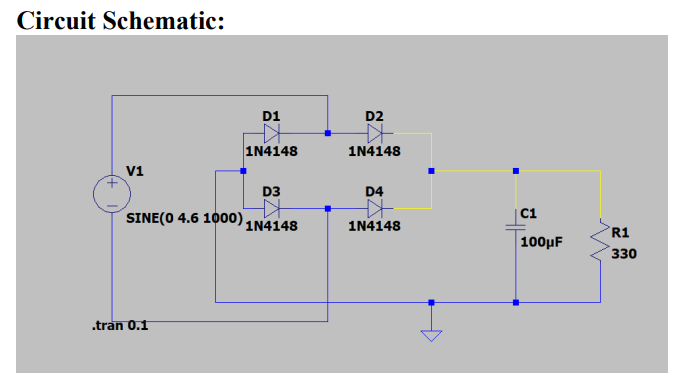 Circuit Schematic:
D1
D2
1N4148
1N4148
V1
D3
D4
SINE(0 4.6 1000)
1N4148
1N4148
C1
100µF
R1
330
.tran 0.1